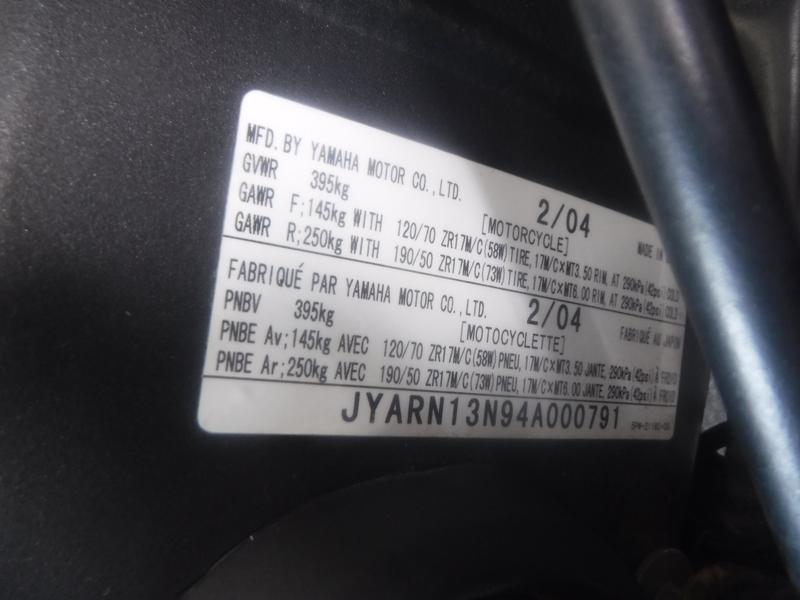 MFD. BY YAMAHA MOTOR CO., LTD. 2/04
GVWR 395kg [MOTORCYCLE] MADE IN
GAWR F;145kg WITH 120/70 ZR17M/C(58W)TIRE,17M/C×MT3.50 RIM, AT 290kPa(42psi) COLD
GAWR R;250kg WITH 190/50 ZR17M/C(73W)TIRE,17M/C×MT6.00 RIM, AT 290kPa(42psi) COLD
FABRIQUÉ PAR YAMAHA MOTOR CO., LTD. 2/04
PNBV 395kg [MOTOCYCLETTE] FABRIQUÉ AU JAPON
PNBE Av;145kg AVEC 120/70 ZR17M/C(58W)PNEU,17M/C×MT3.50 JANTE, 290kPa(42psi) À FROID
PNBE Ar;250kg AVEC 190/50 ZR17M/C(73W)PNEU,17M/C×MT6.00 JANTE, 290kPa(42psi) À FROID
JYARN13N94A000791